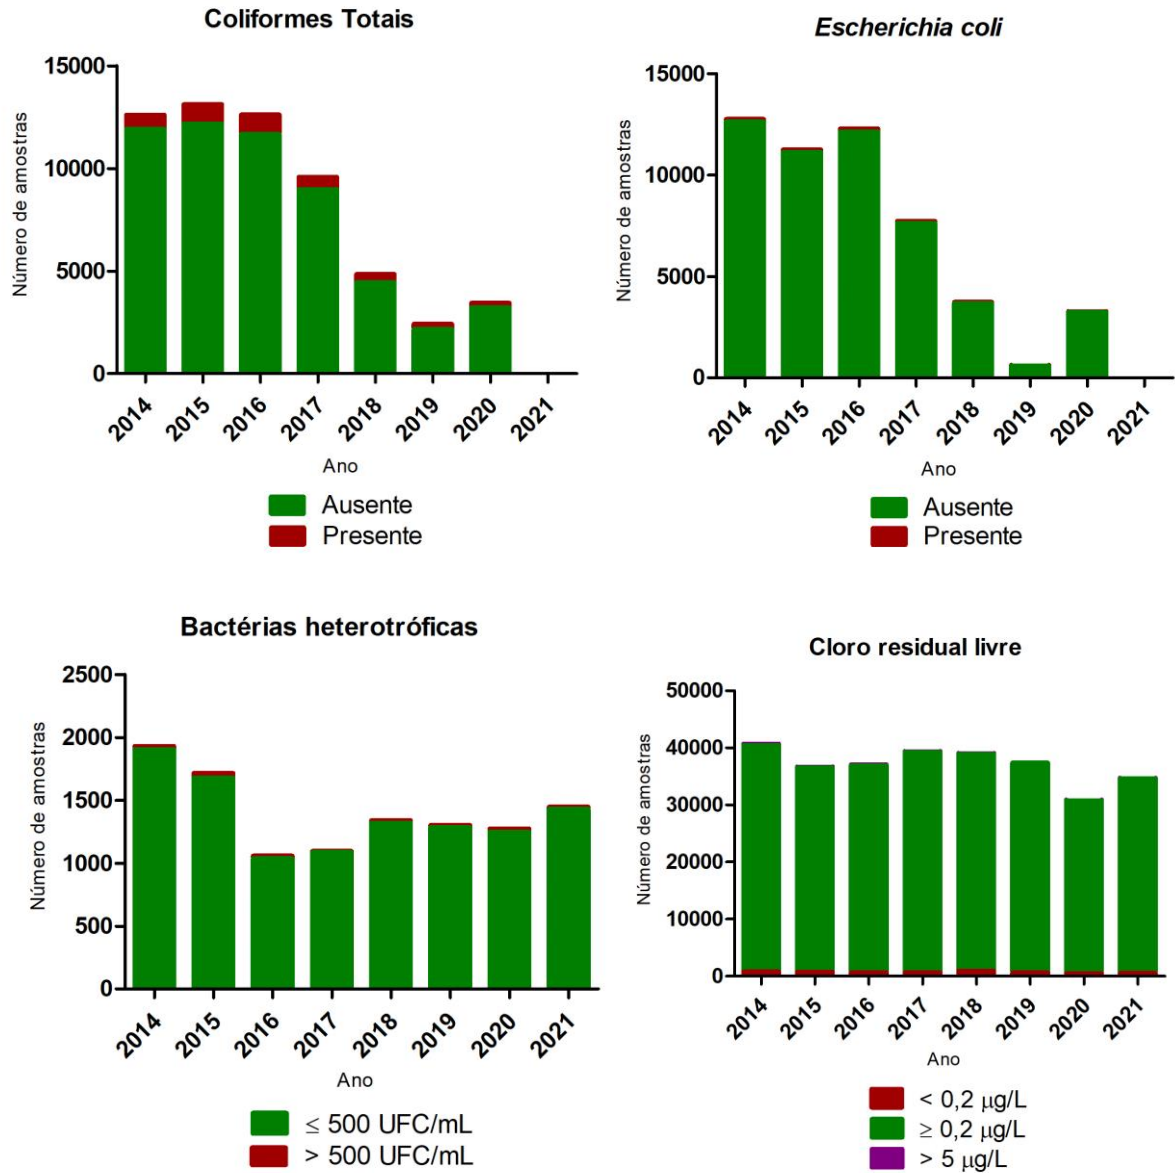 Coliformes Totais
Número de amostras
15000
10000
5000
0
2014
2015
2016
2017
2018
2019
2020
2021
Ano
Ausente
Presente
Escherichia coli
Número de amostras
15000
10000
5000
0
2014
2015
2016
2017
2018
2019
2020
2021
Ano
Ausente
Presente
Bactérias heterotróficas
Número de amostras
2500
2000
1500
1000
500
0
2014
2015
2016
2017
2018
2019
2020
2021
Ano
≤ 500 UFC/mL
> 500 UFC/mL
Cloro residual livre
Número de amostras
50000
40000
30000
20000
10000
0
2014
2015
2016
2017
2018
2019
2020
2021
Ano
< 0,2 µg/L
≥ 0,2 µg/L
> 5 µg/L